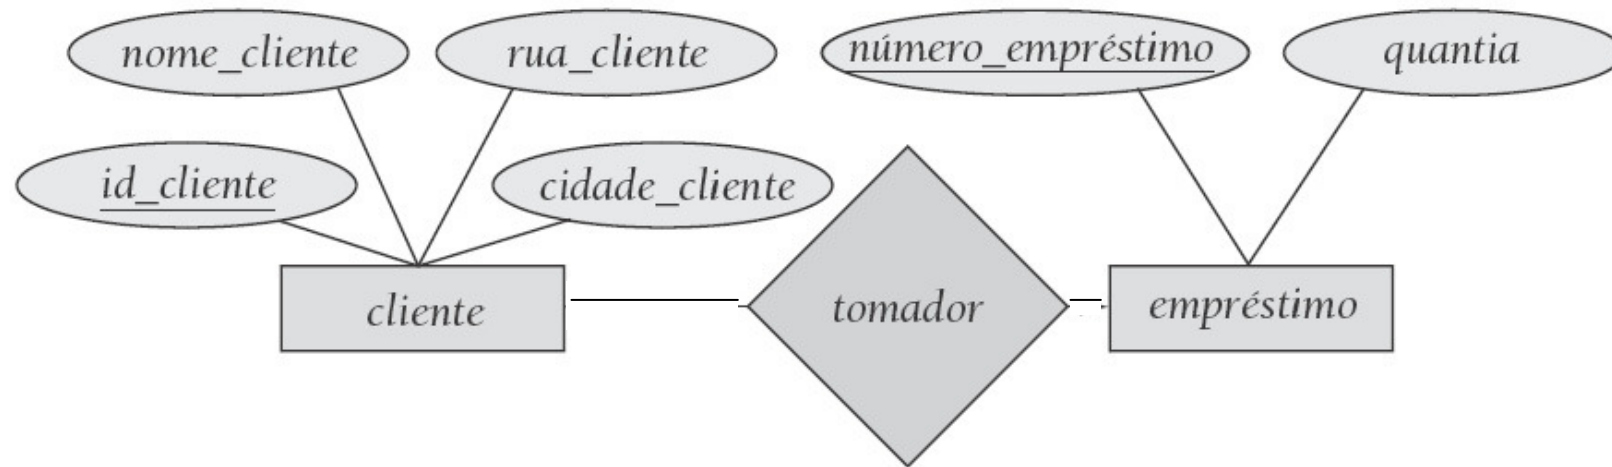 nome_cliente
rua_cliente
número_empréstimo
quantia
id_cliente
cidade_cliente
cliente
tomador
empréstimo